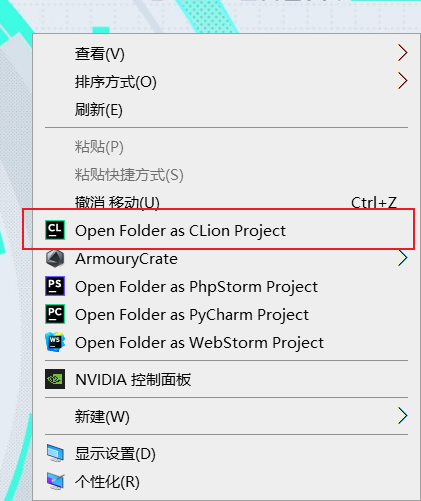 查看(V)
排序方式(O)
刷新(E)
粘贴(P)
粘贴快捷方式(S)
撤消 移动(U) Ctrl+Z
CL Open Folder as CLion Project
ArmouryCrate
PS Open Folder as PhpStorm Project
PC Open Folder as PyCharm Project
WS Open Folder as WebStorm Project
NVIDIA 控制面板
新建(W)
显示设置(D)
个性化(R)